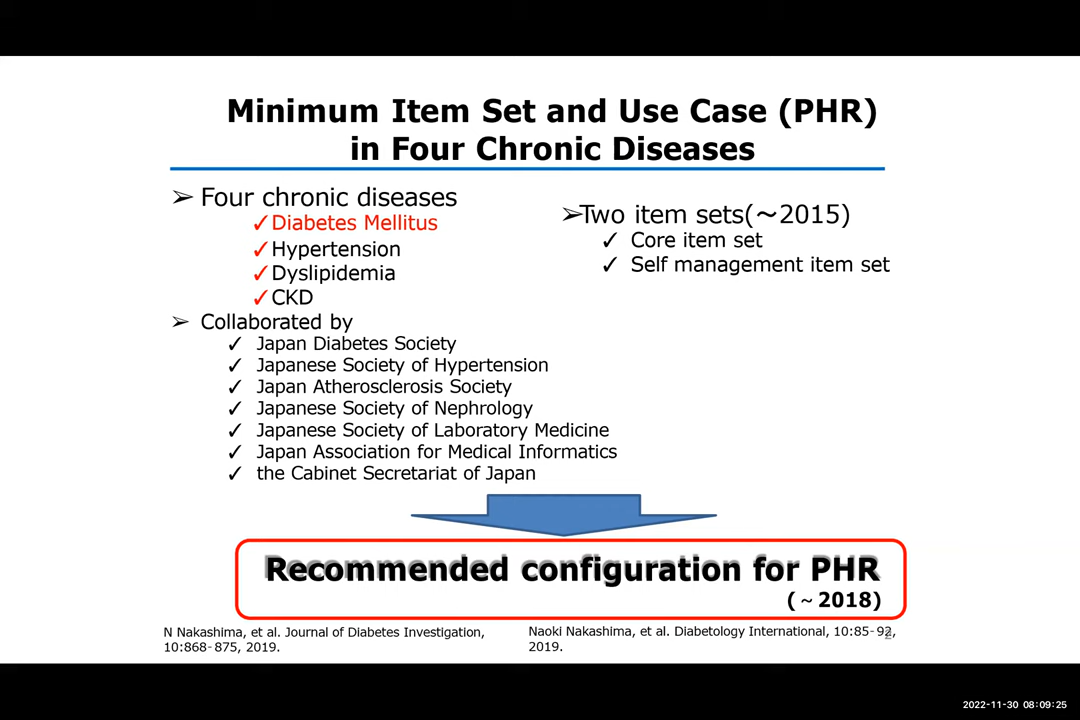 Minimum Item Set and Use Case (PHR)
in Four Chronic Diseases
➢ Four chronic diseases
✓Diabetes Mellitus
✓Hypertension
✓Dyslipidemia
✓CKD
➢ Collaborated by
✓ Japan Diabetes Society
✓ Japanese Society of Hypertension
✓ Japan Atherosclerosis Society
✓ Japanese Society of Nephrology
✓ Japanese Society of Laboratory Medicine
✓ Japan Association for Medical Informatics
✓ the Cabinet Secretariat of Japan
➢Two item sets(～2015)
✓ Core item set
✓ Self management item set
Recommended configuration for PHR
(～2018)
N Nakashima, et al. Journal of Diabetes Investigation,
10:868-875, 2019.
Naoki Nakashima, et al. Diabetology International, 10:85-92,
2019.
2
2022-11-30 08:09:25